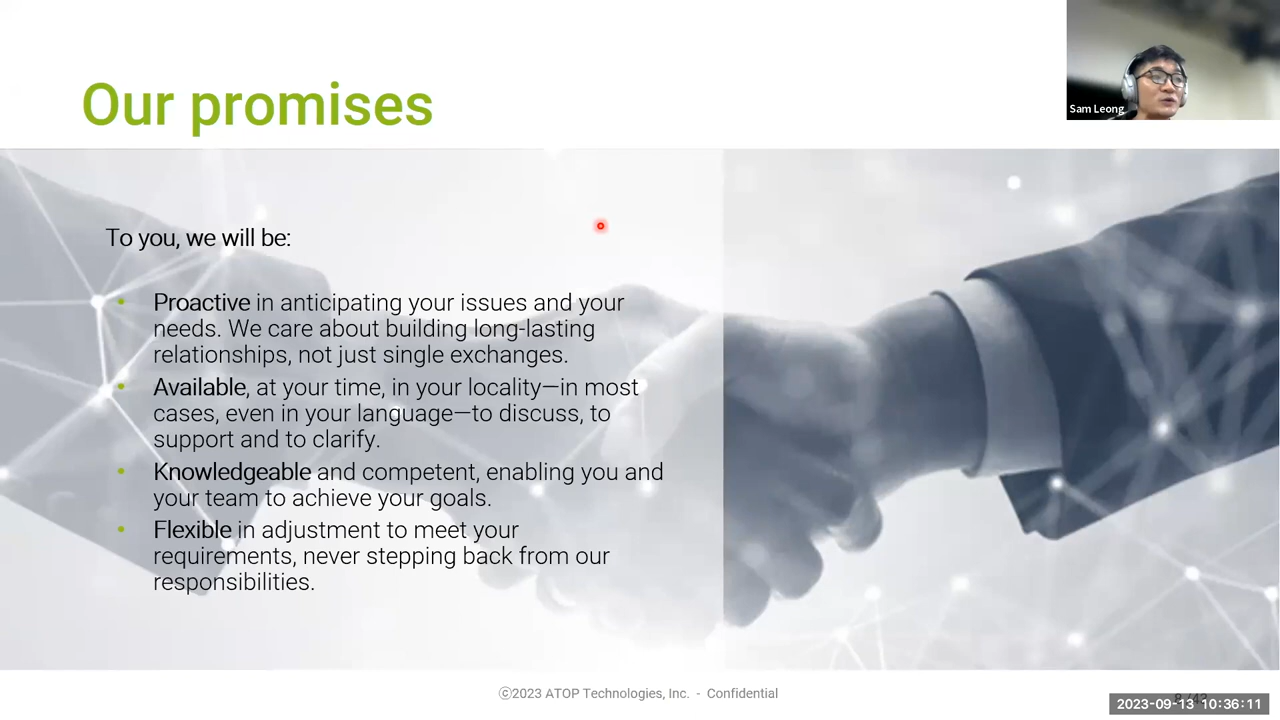 Our promises
Sam Leong
To you, we will be:
Proactive in anticipating your issues and your
needs. We care about building long-lasting
relationships, not just single exchanges.
Available, at your time, in your locality—in most
cases, even in your language—to discuss, to
support and to clarify.
Knowledgeable and competent, enabling you and
your team to achieve your goals.
Flexible in adjustment to meet your
requirements, never stepping back from our
responsibilities.
©2023 ATOP Technologies, Inc. - Confidential
2023-09-13 10:36:11